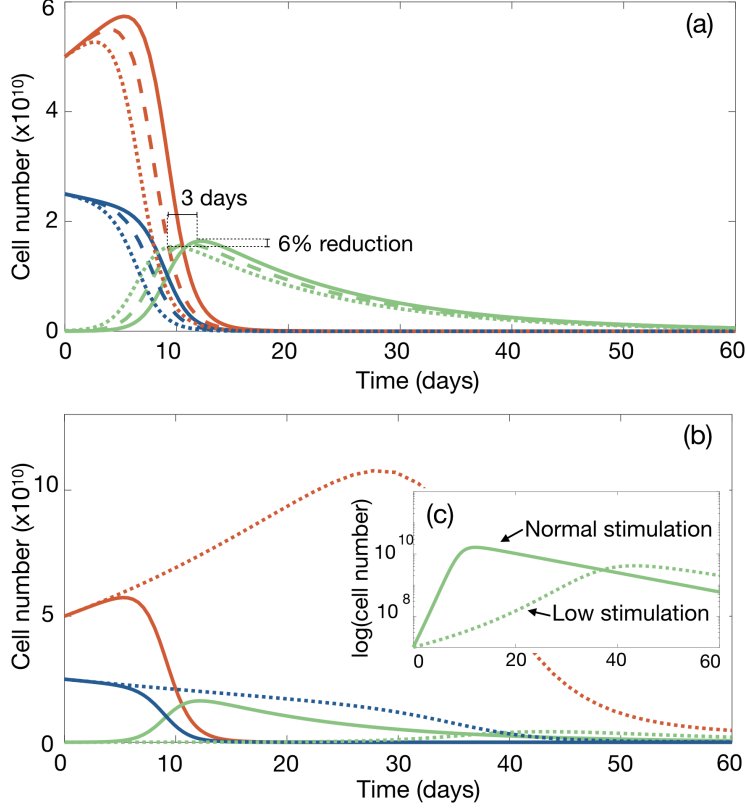 (a)
6
4
2
0
Cell number (x10¹⁰)
3 days
6% reduction
0 10 20 30 40 50 60
Time (days)
(b)
10
5
0
Cell number (x10¹⁰)
(c)
Normal stimulation
Low stimulation
10¹⁰
10⁸
log(cell number)
0 20 40 60
0 10 20 30 40 50 60
Time (days)